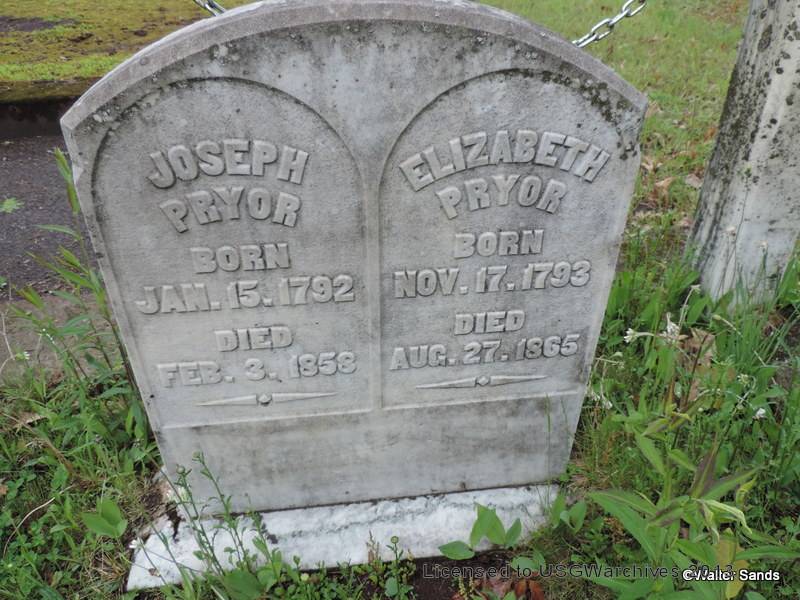 JOSEPH
PRYOR
BORN
JAN. 15. 1792
DIED
FEB. 3. 1858
ELIZABETH
PRYOR
BORN
NOV. 17. 1793
DIED
AUG. 27. 1865
Licensed to USGWarchives 2013
©Walter Sands